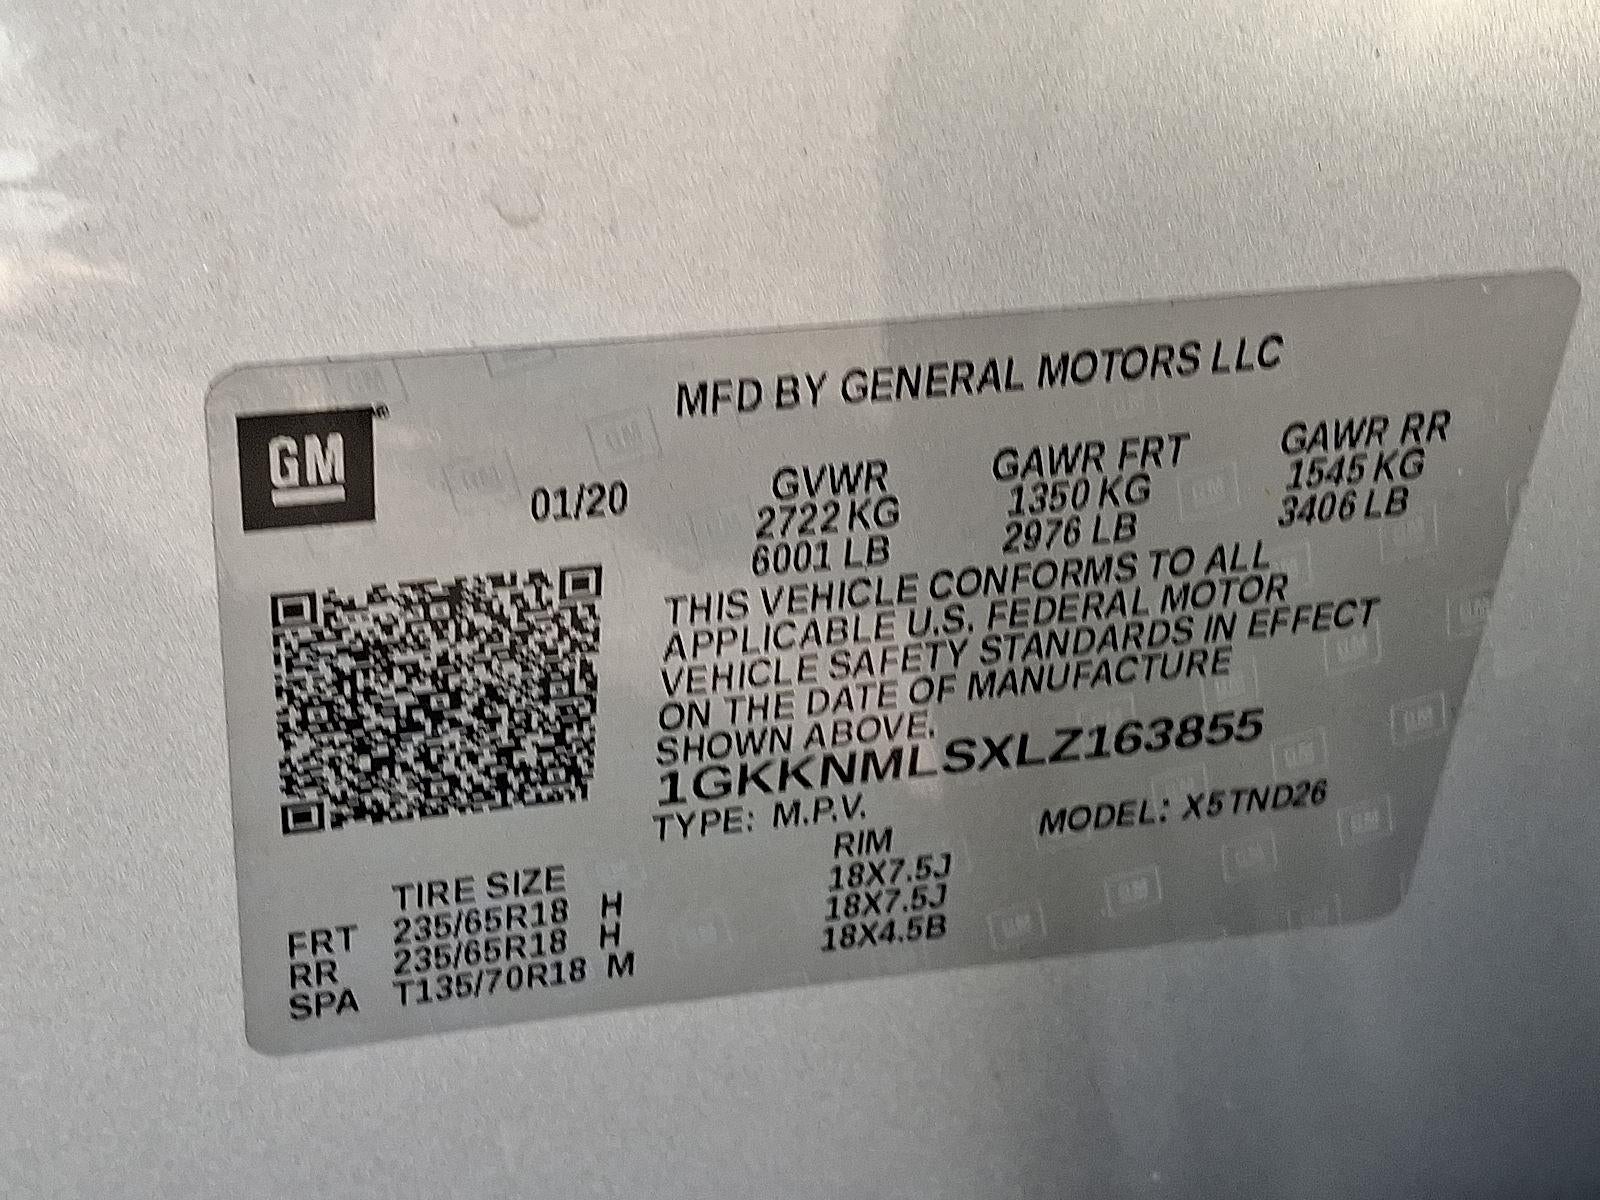 MFD BY GENERAL MOTORS LLC
GM
01/20
GVWR GAWR FRT GAWR RR
2722 KG 1350 KG 1545 KG
6001 LB 2976 LB 3406 LB
THIS VEHICLE CONFORMS TO ALL
APPLICABLE U.S. FEDERAL MOTOR
VEHICLE SAFETY STANDARDS IN EFFECT
ON THE DATE OF MANUFACTURE
SHOWN ABOVE.
1GKKNMLSXLZ163855
TYPE: M.P.V. MODEL: X5TND26
TIRE SIZE RIM
FRT 235/65R18 H 18X7.5J
RR 235/65R18 H 18X7.5J
SPA T135/70R18 M 18X4.5B